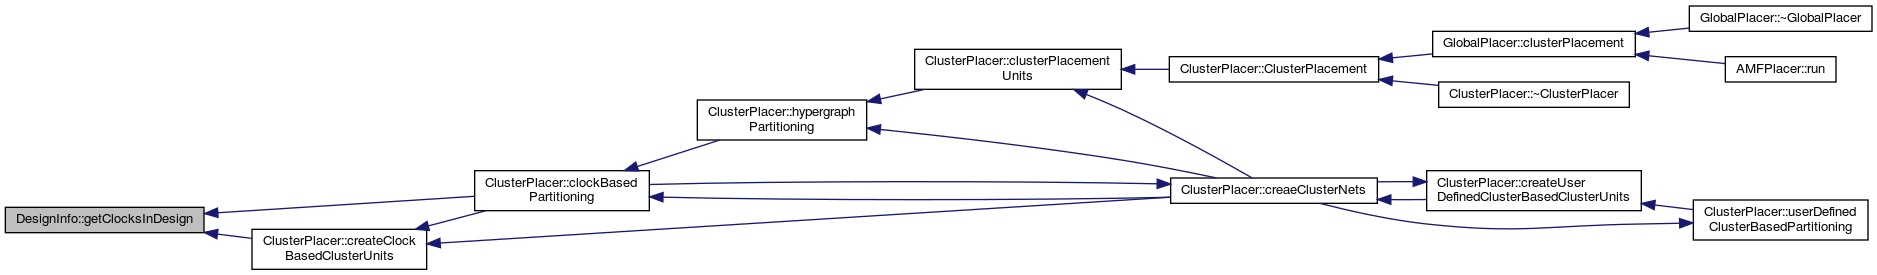 DesignInfo::getClocksInDesign
ClusterPlacer::clockBased
Partitioning
ClusterPlacer::createClock
BasedClusterUnits
ClusterPlacer::hypergraph
Partitioning
ClusterPlacer::clusterPlacement
Units
ClusterPlacer::ClusterPlacement
GlobalPlacer::clusterPlacement
GlobalPlacer::~GlobalPlacer
AMFPlacer::run
ClusterPlacer::~ClusterPlacer
ClusterPlacer::creaeClusterNets
ClusterPlacer::createUser
DefinedClusterBasedClusterUnits
ClusterPlacer::userDefined
ClusterBasedPartitioning